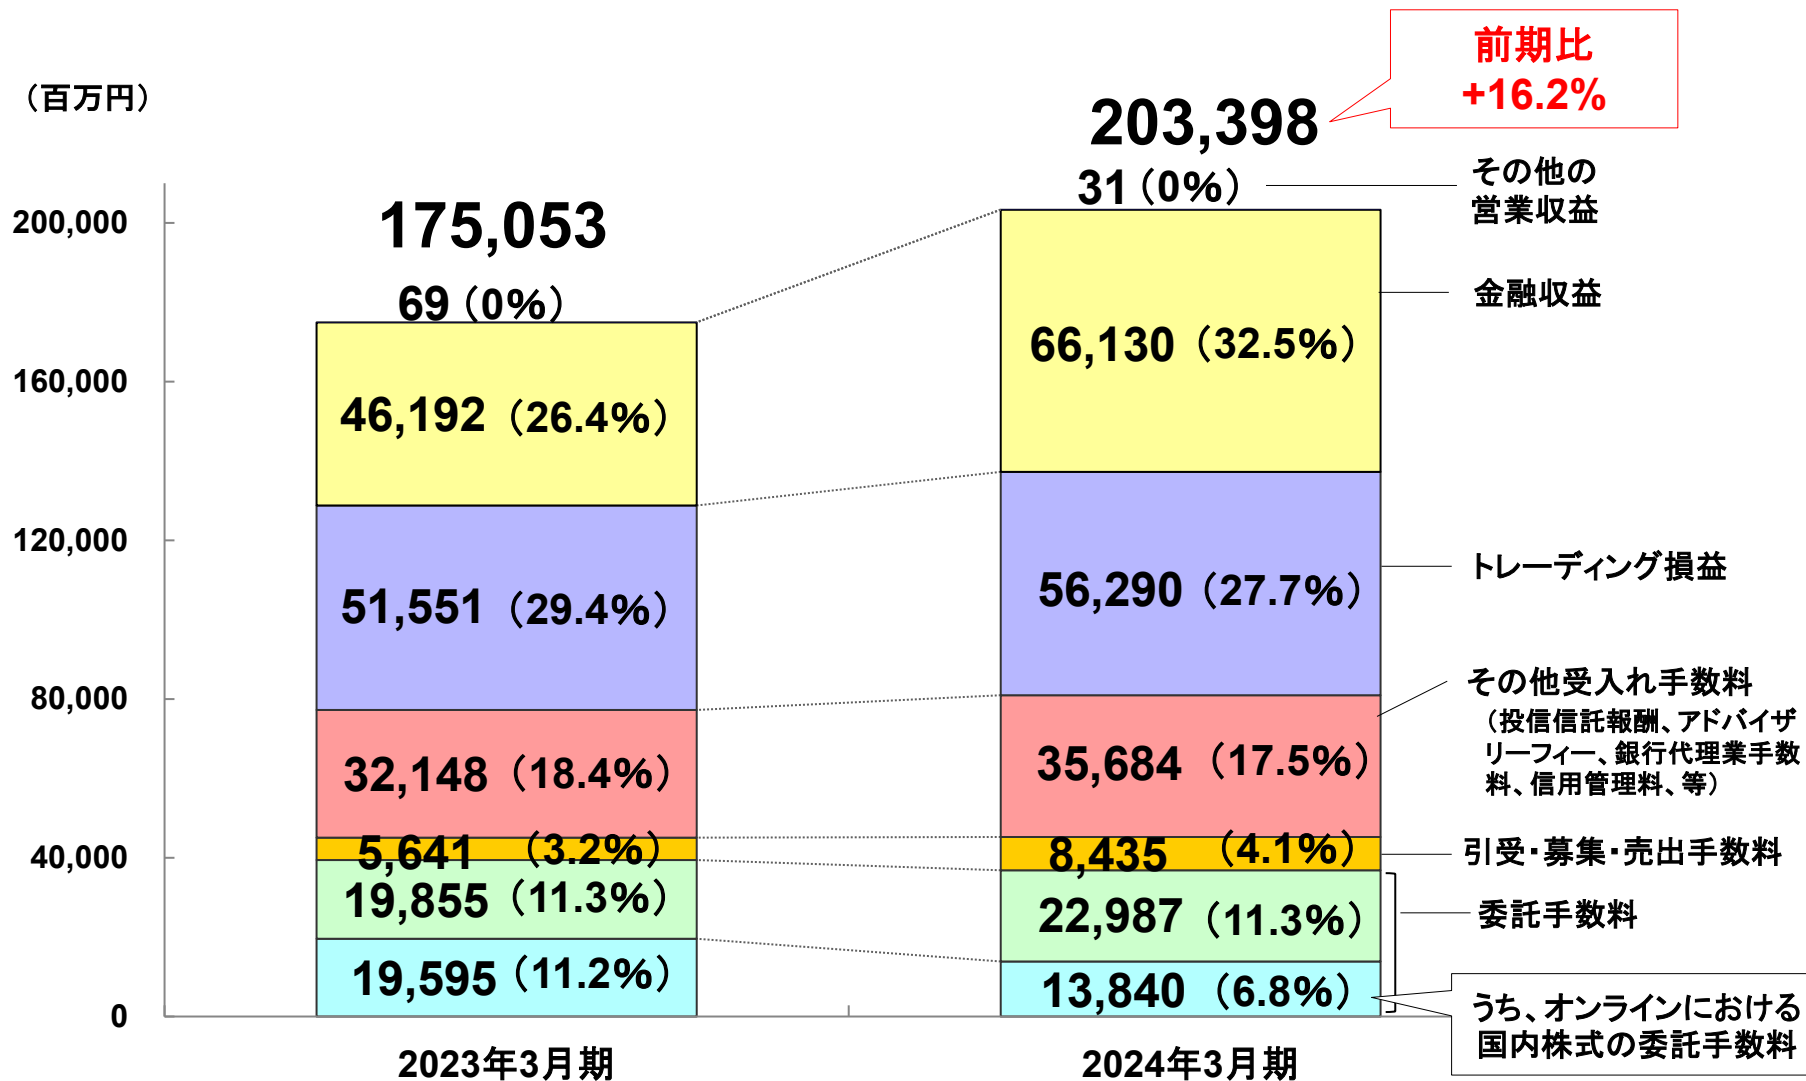 前期比
+16.2%
（百万円）
203,398
31（0%）
その他の
営業収益
175,053
69（0%）
200,000
160,000
120,000
80,000
40,000
0
46,192（26.4%）
51,551（29.4%）
32,148（18.4%）
5,641（3.2%）
19,855（11.3%）
19,595（11.2%）
66,130（32.5%）
56,290（27.7%）
35,684（17.5%）
8,435（4.1%）
22,987（11.3%）
13,840（6.8%）
金融収益
トレーディング損益
その他受入れ手数料
（投信信託報酬、アドバイザ
リーフィー、銀行代理業手数
料、信用管理料、等）
引受・募集・売出手数料
委託手数料
うち、オンラインにおける
国内株式の委託手数料
2023年3月期
2024年3月期